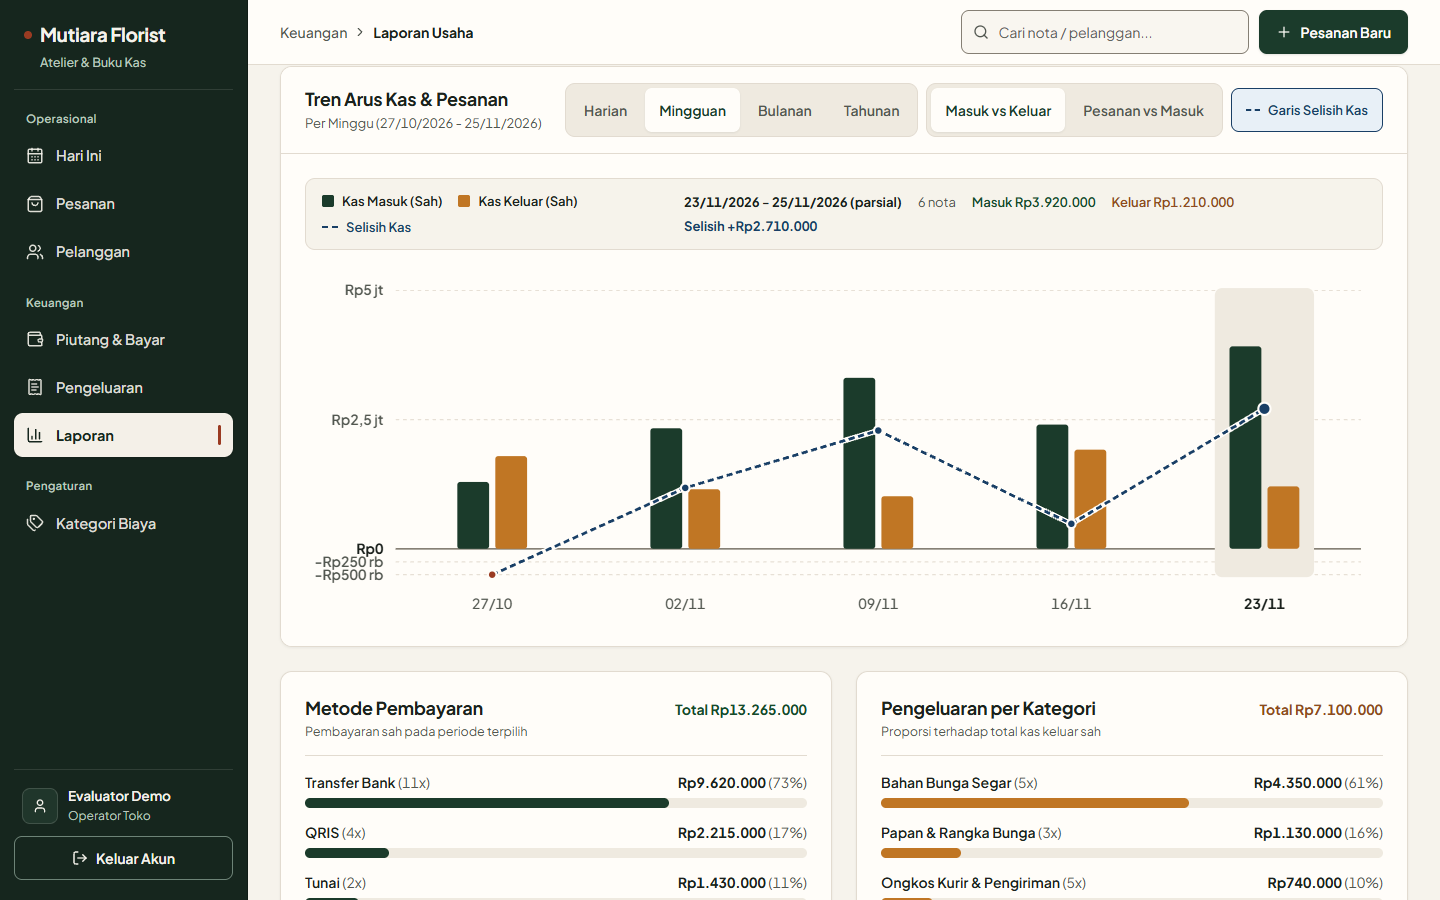 Mutiara Florist
Atelier & Buku Kas
Operasional
Hari Ini
Pesanan
Pelanggan
Keuangan
Piutang & Bayar
Pengeluaran
Laporan
Pengaturan
Kategori Biaya
Evaluator Demo
Operator Toko
Keluar Akun
Keuangan > Laporan Usaha
Cari nota / pelanggan...
+ Pesanan Baru
Tren Arus Kas & Pesanan
Per Minggu (27/10/2026 - 25/11/2026)
Harian Mingguan Bulanan Tahunan
Masuk vs Keluar Pesanan vs Masuk
Garis Selisih Kas
Kas Masuk (Sah) Kas Keluar (Sah)
Selisih Kas
23/11/2026 - 25/11/2026 (parsial) 6 nota Masuk Rp3.920.000 Keluar Rp1.210.000
Selisih +Rp2.710.000
Rp5 jt
Rp2,5 jt
Rp0
-Rp250 rb
-Rp500 rb
27/10 02/11 09/11 16/11 23/11
Metode Pembayaran
Total Rp13.265.000
Pembayaran sah pada periode terpilih
Transfer Bank (11x) Rp9.620.000 (73%)
QRIS (4x) Rp2.215.000 (17%)
Tunai (2x) Rp1.430.000 (11%)
Pengeluaran per Kategori
Total Rp7.100.000
Proporsi terhadap total kas keluar sah
Bahan Bunga Segar (5x) Rp4.350.000 (61%)
Papan & Rangka Bunga (3x) Rp1.130.000 (16%)
Ongkos Kurir & Pengiriman (5x) Rp740.000 (10%)